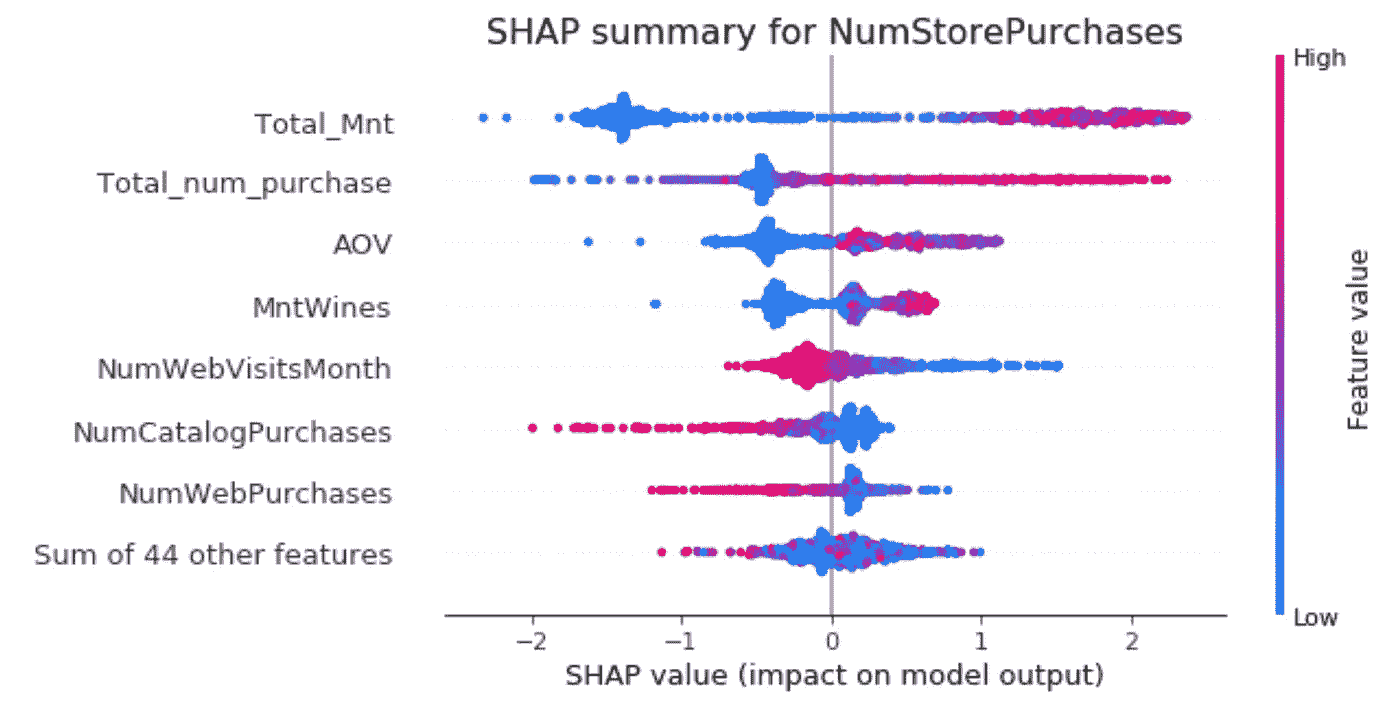 SHAP summary for NumStorePurchases
High
Total_Mnt
Total_num_purchase
AOV
MntWines
NumWebVisitsMonth
NumCatalogPurchases
NumWebPurchases
Sum of 44 other features
Feature value
Low
−2 −1 0 1 2
SHAP value (impact on model output)